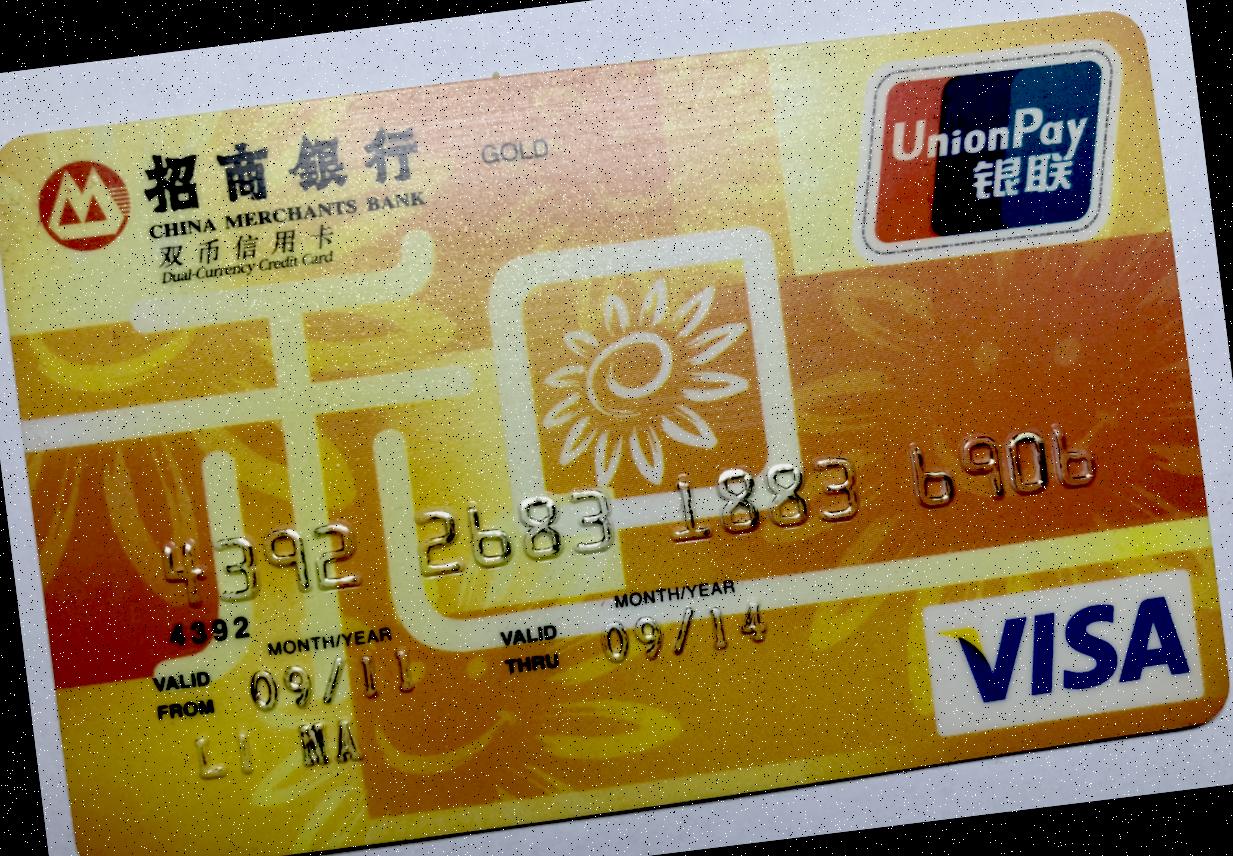 招商银行
GOLD
UnionPay
银联
CHINA MERCHANTS BANK
双币信用卡
Dual-Currency Credit Card
4392 2683 1883 6906
4392
MONTH/YEAR
MONTH/YEAR
VALID FROM 09/11
VALID THRU 09/14
LI NA
VISA